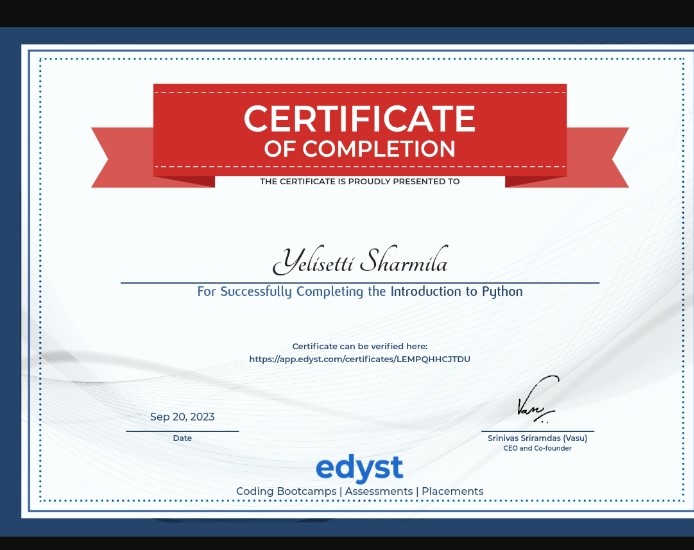 CERTIFICATE
OF COMPLETION
THE CERTIFICATE IS PROUDLY PRESENTED TO
Yelisetti Sharmila
For Successfully Completing the Introduction to Python
Certificate can be verified here:
https://app.edyst.com/certificates/LEMPQHHCJTDU
Sep 20, 2023
Date
Vasu
Srinivas Sriramdas (Vasu)
CEO and Co-founder
edyst
Coding Bootcamps | Assessments | Placements